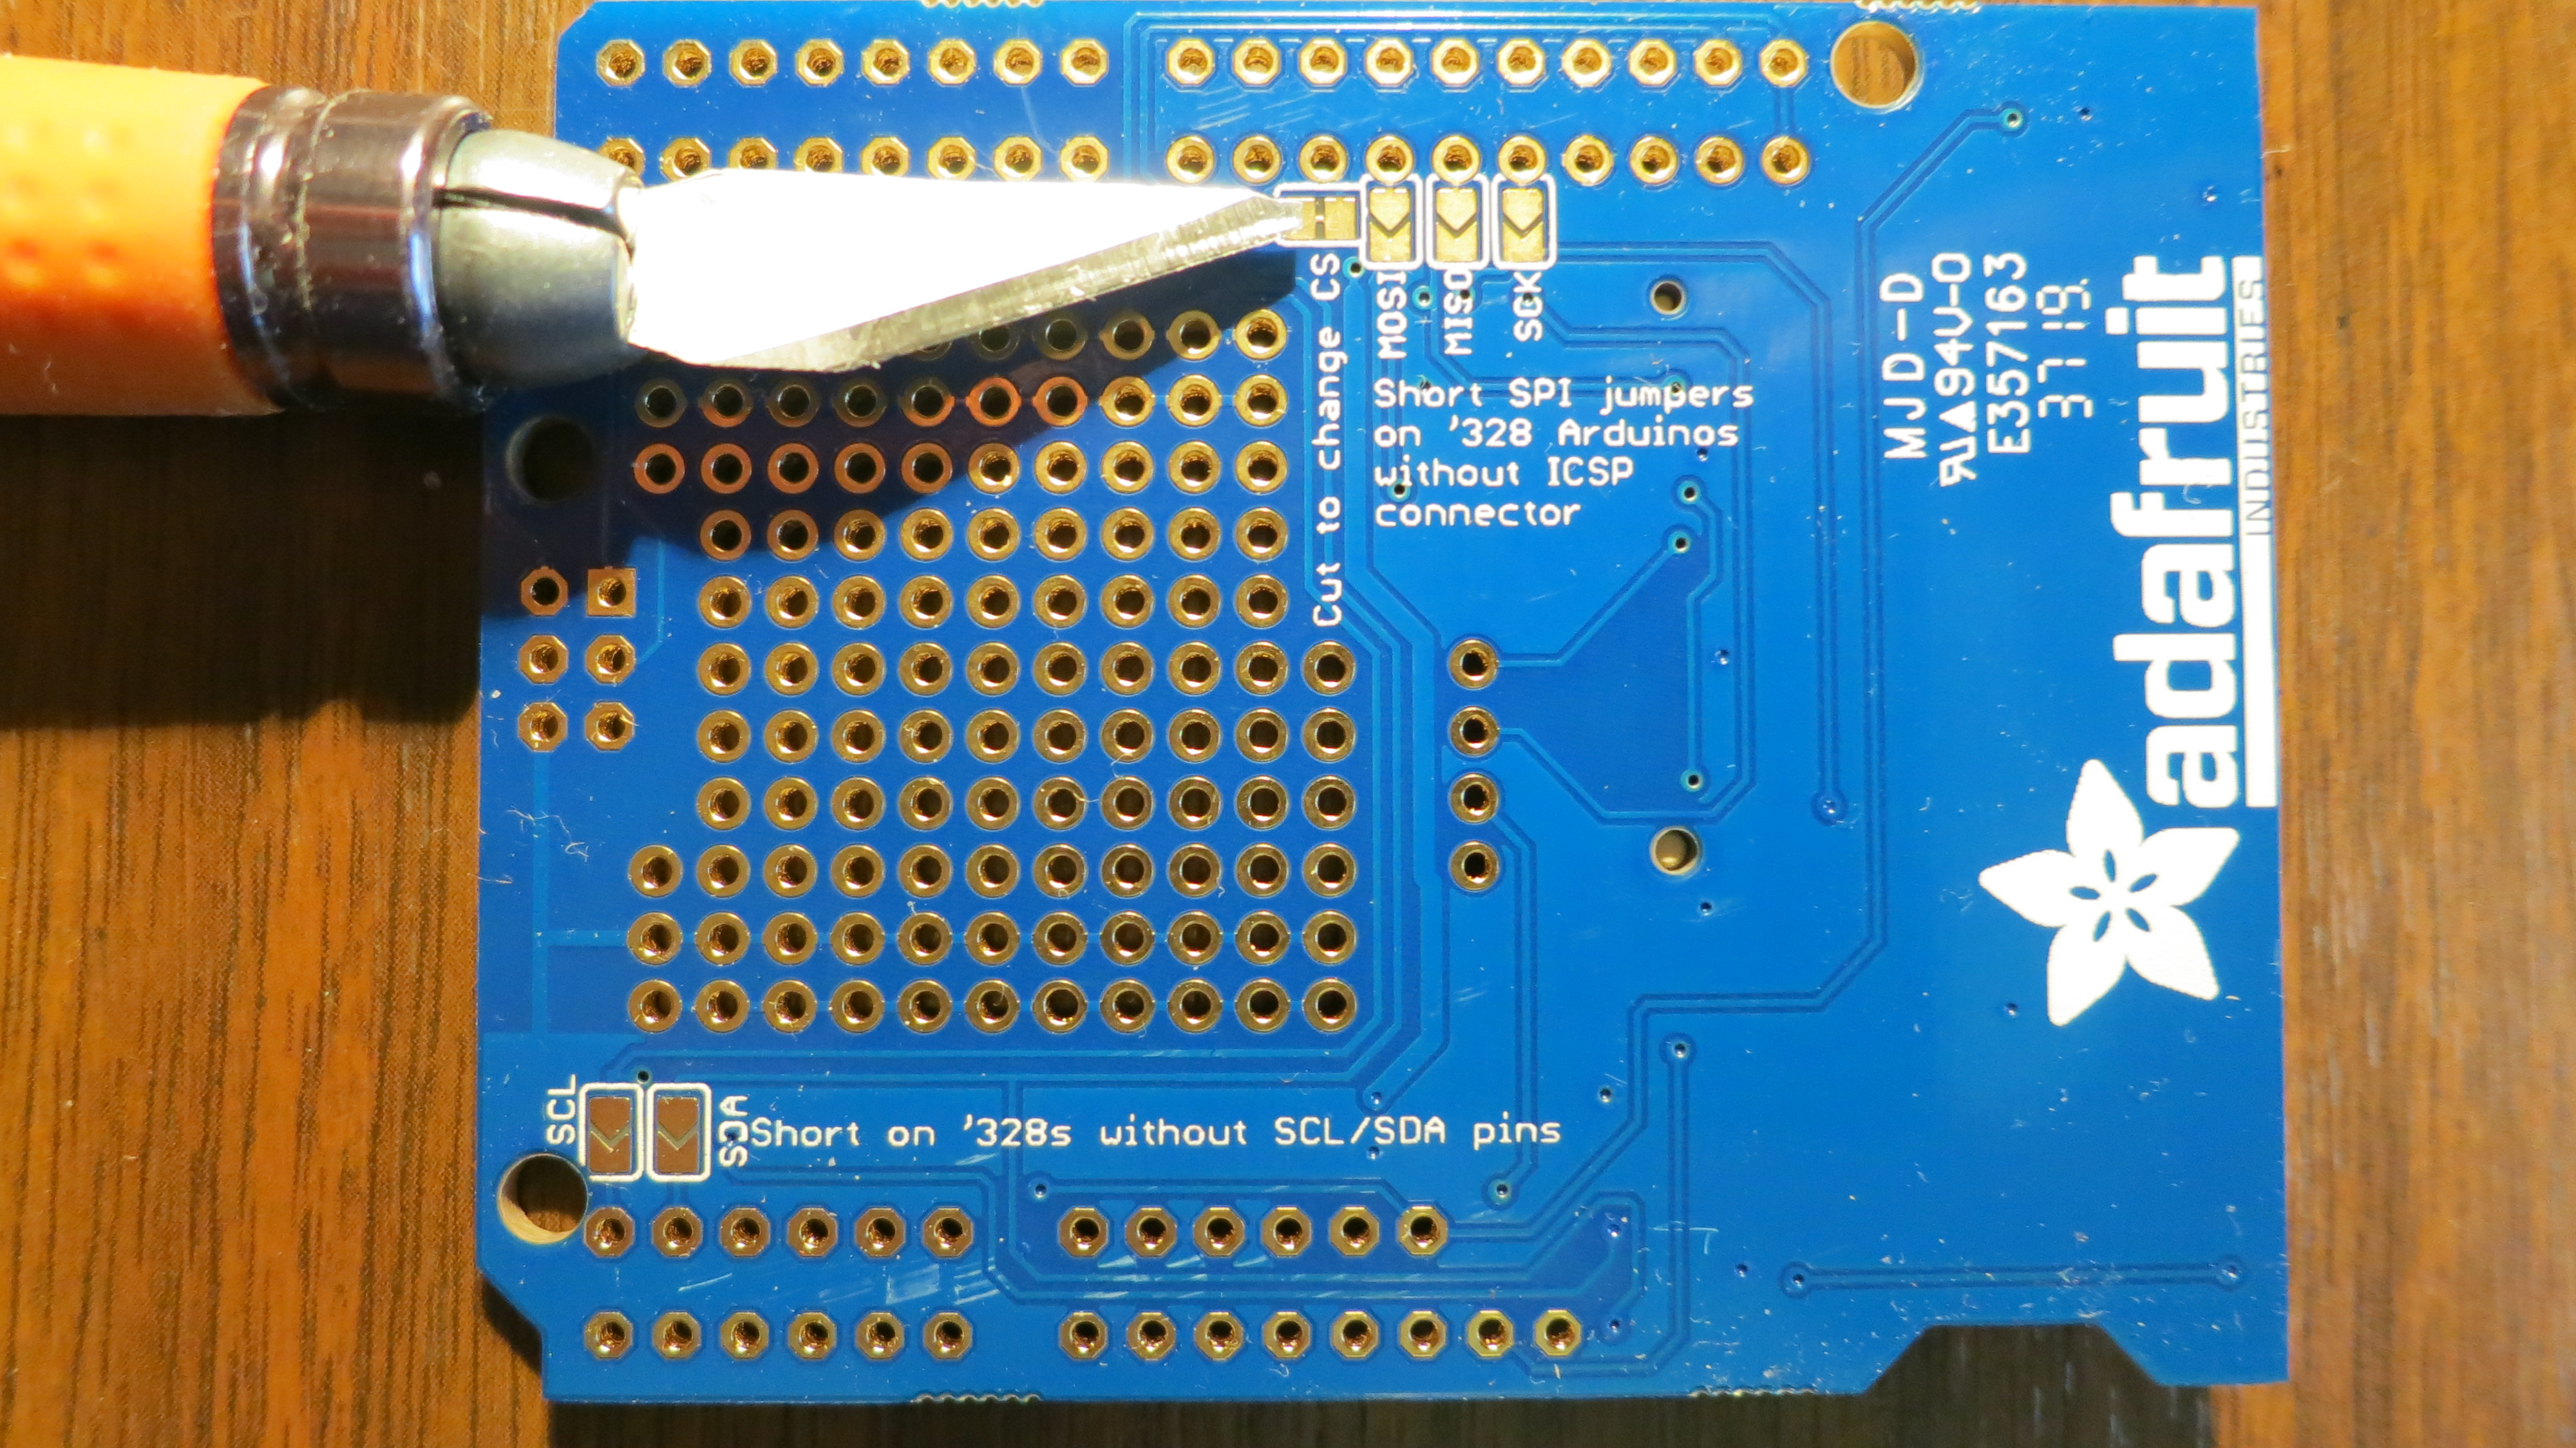 Cut to change CS
MOSI
MISO
SCK
Short SPI jumpers
on '328 Arduinos
without ICSP
connector
MJD-D
94V-0
E357163
3719
adafruit
INDUSTRIES
SCL
SDA
Short on '328s without SCL/SDA pins